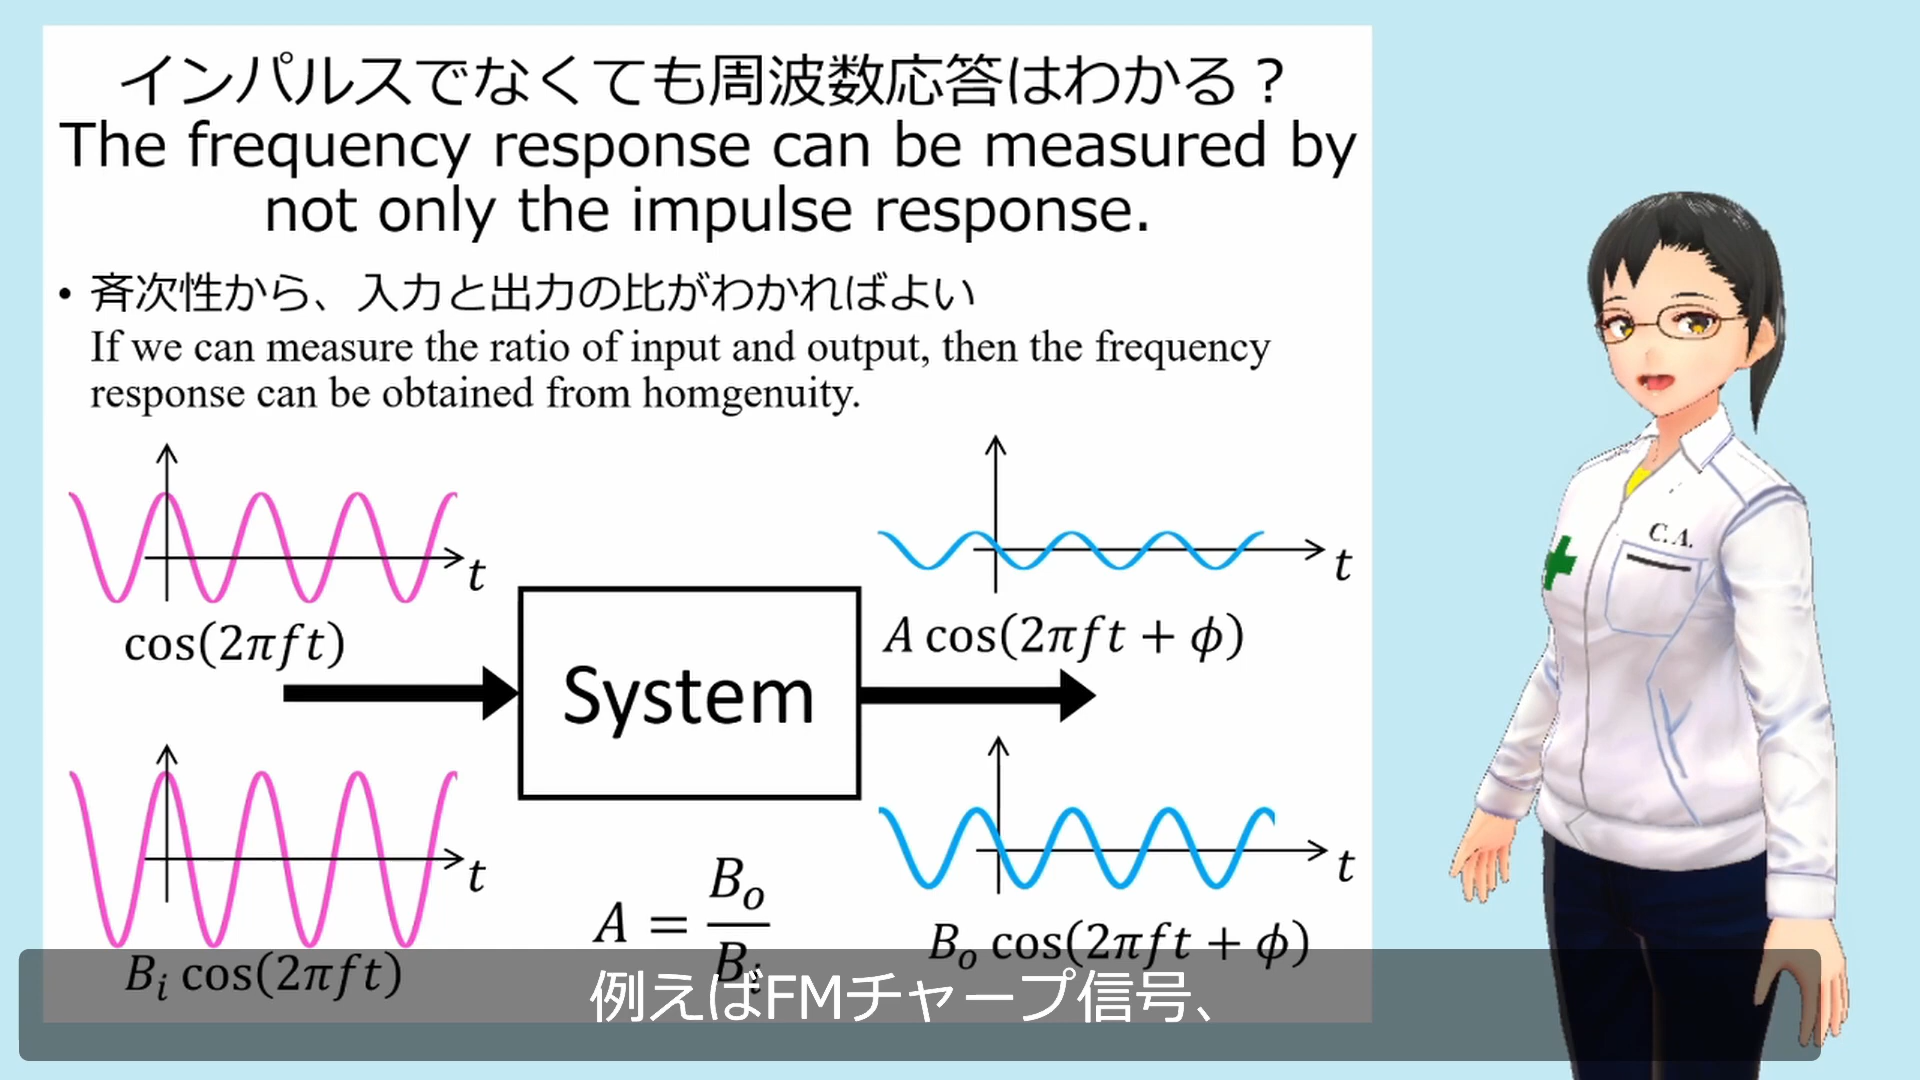 インパルスでなくても周波数応答はわかる？
The frequency response can be measured by
not only the impulse response.
• 斉次性から、入力と出力の比がわかればよい
If we can measure the ratio of input and output, then the frequency
response can be obtained from homgenuity.
t
cos(2πft)
t
A cos(2πft + ϕ)
System
C. A.
t
B_i cos(2πft)
A = B_o / B_i
t
B_o cos(2πft + ϕ)
例えばFMチャープ信号、